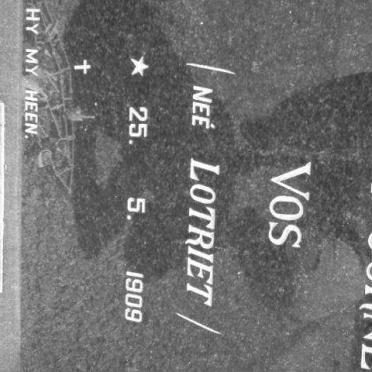 VOS
( NEÉ LOTRIET )
★ 25. 5. 1909
✝
HY MY HEEN.